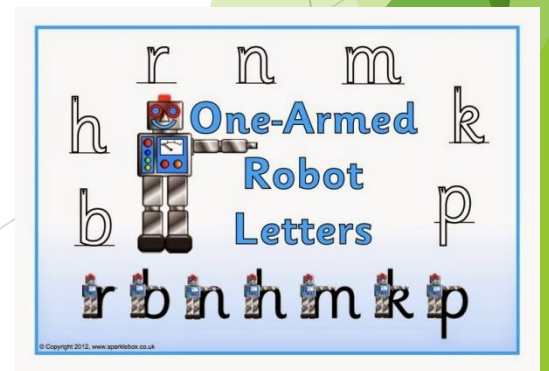 r n m
h One-Armed k
Robot
b Letters p
r b n h m k p
© Copyright 2012, www.sparklebox.co.uk